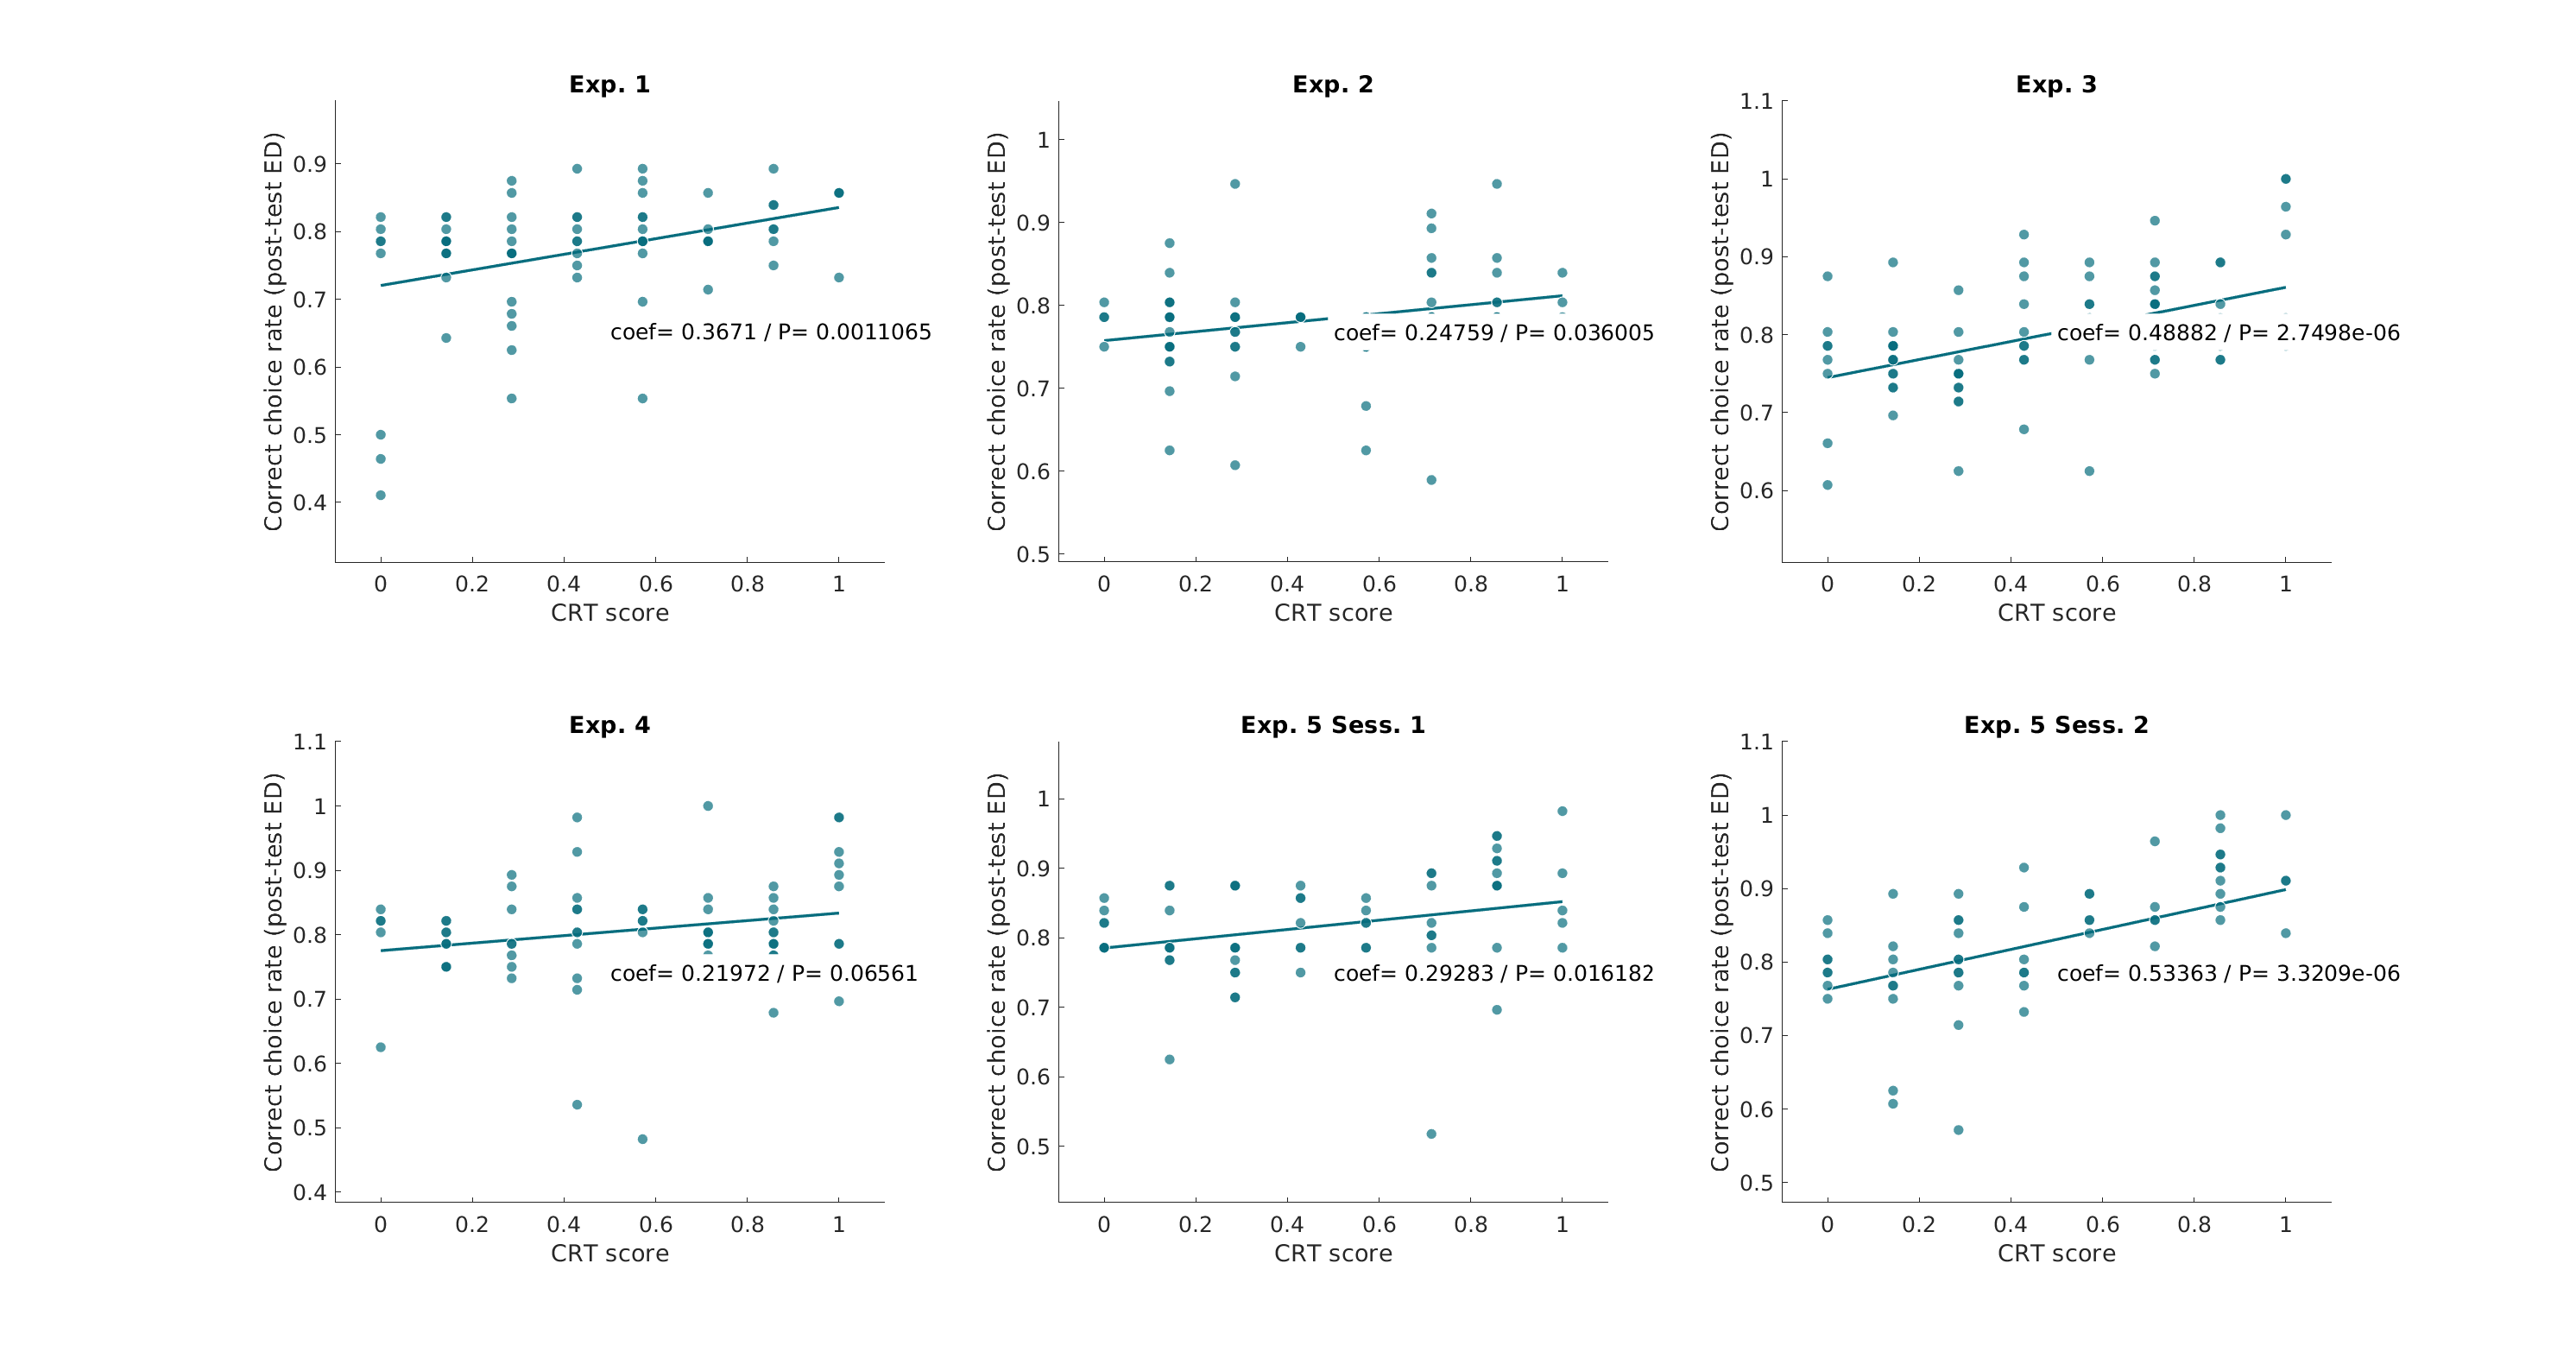 Exp. 1
Correct choice rate (post-test ED)
0.9
0.8
0.7
0.6
0.5
0.4
coef= 0.3671 / P= 0.0011065
0 0.2 0.4 0.6 0.8 1
CRT score
Exp. 2
Correct choice rate (post-test ED)
1
0.9
0.8
0.7
0.6
0.5
coef= 0.24759 / P= 0.036005
0 0.2 0.4 0.6 0.8 1
CRT score
Exp. 3
Correct choice rate (post-test ED)
1.1
1
0.9
0.8
0.7
0.6
coef= 0.48882 / P= 2.7498e-06
0 0.2 0.4 0.6 0.8 1
CRT score
Exp. 4
Correct choice rate (post-test ED)
1.1
1
0.9
0.8
0.7
0.6
0.5
0.4
coef= 0.21972 / P= 0.06561
0 0.2 0.4 0.6 0.8 1
CRT score
Exp. 5 Sess. 1
Correct choice rate (post-test ED)
1
0.9
0.8
0.7
0.6
0.5
coef= 0.29283 / P= 0.016182
0 0.2 0.4 0.6 0.8 1
CRT score
Exp. 5 Sess. 2
Correct choice rate (post-test ED)
1.1
1
0.9
0.8
0.7
0.6
0.5
coef= 0.53363 / P= 3.3209e-06
0 0.2 0.4 0.6 0.8 1
CRT score